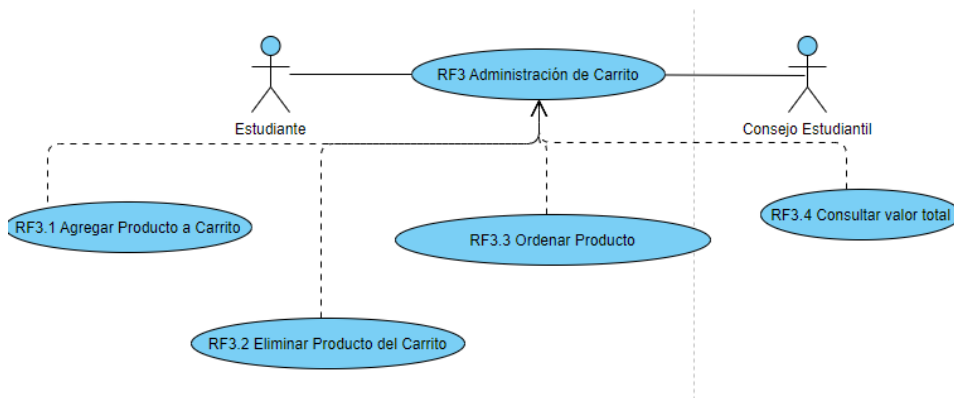 RF3 Administración de Carrito
Estudiante
Consejo Estudiantil
RF3.1 Agregar Producto a Carrito
RF3.3 Ordenar Producto
RF3.4 Consultar valor total
RF3.2 Eliminar Producto del Carrito